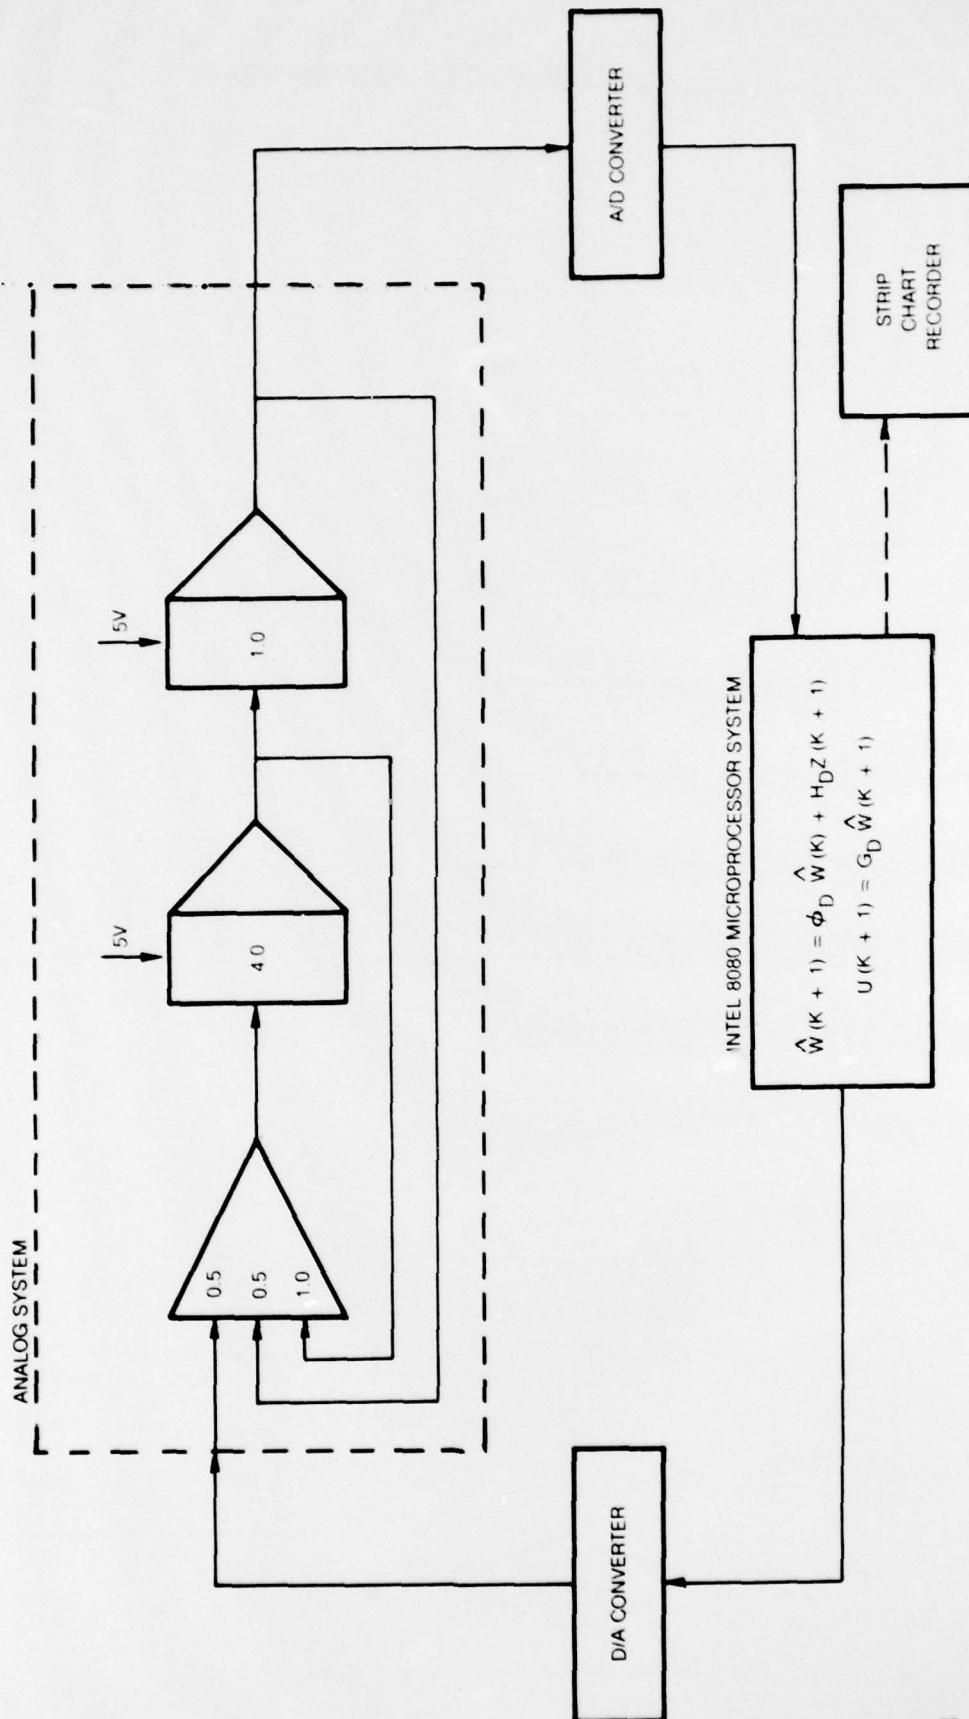 ANALOG SYSTEM
5V
5V
0.5
0.5
1.0
4.0
1.0
D/A CONVERTER
A/D CONVERTER
INTEL 8080 MICROPROCESSOR SYSTEM
Ŵ(K + 1) = ϕ_D Ŵ(K) + H_D Z(K + 1)
U(K + 1) = G_D Ŵ(K + 1)
STRIP
CHART
RECORDER